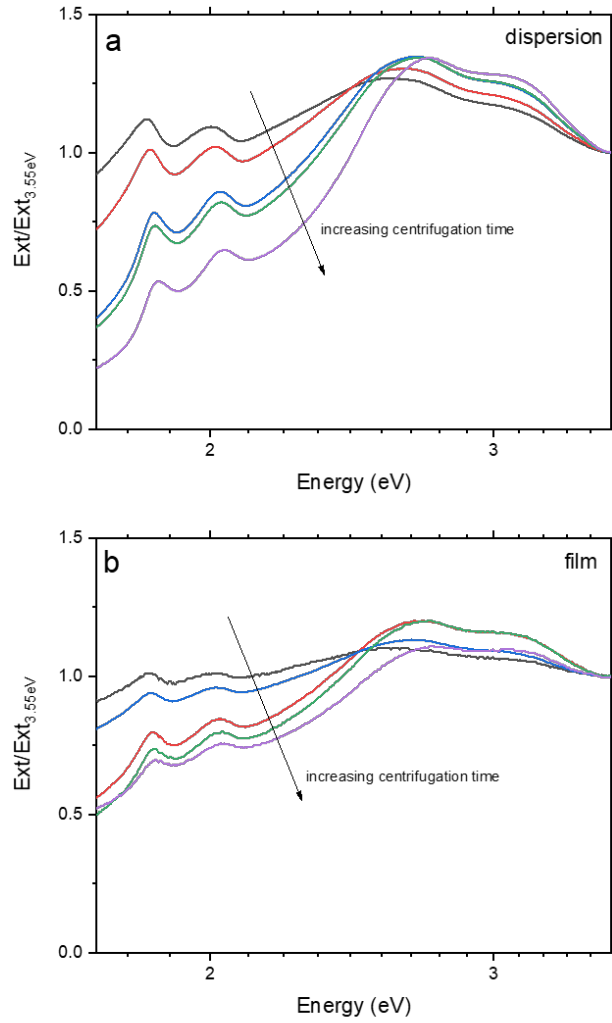 a
dispersion
1.5
1.0
0.5
0.0
Ext/Ext3.55eV
increasing centrifugation time
2
3
Energy (eV)
b
film
1.5
1.0
0.5
0.0
Ext/Ext3.55eV
increasing centrifugation time
2
3
Energy (eV)